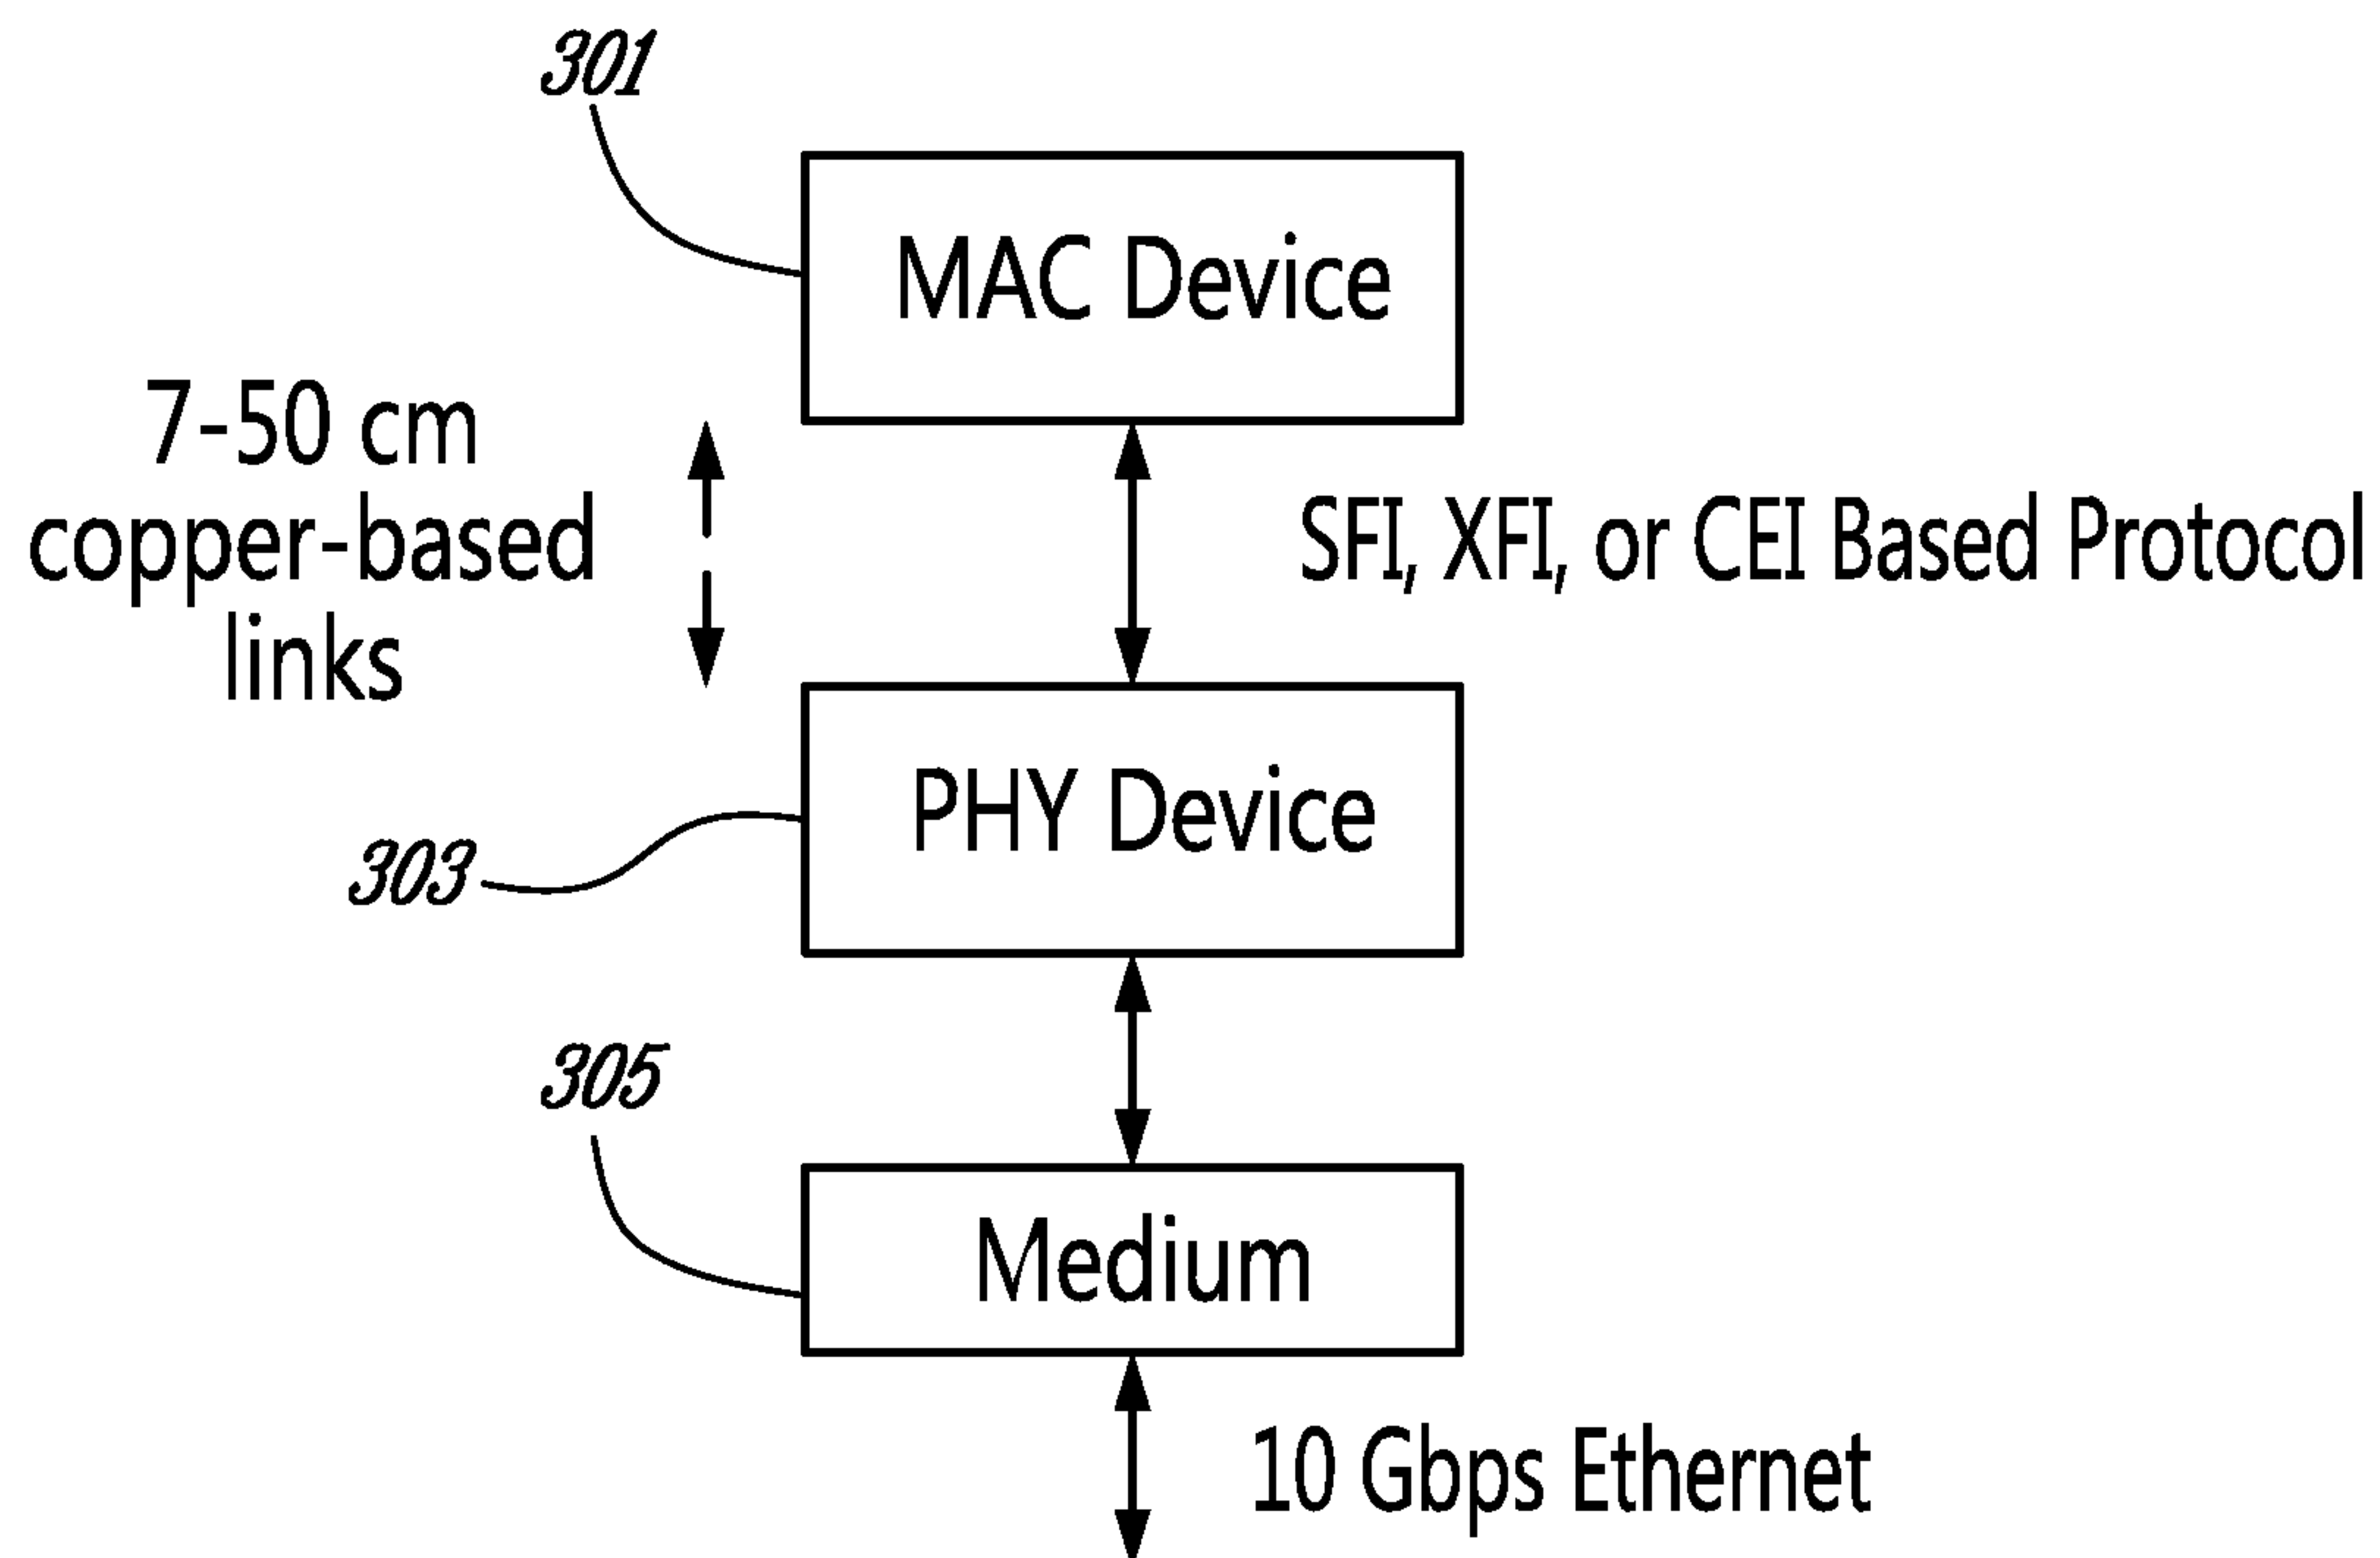 301
MAC Device
7-50 cm
copper-based
links
SFI, XFI, or CEI Based Protocol
PHY Device
303
305
Medium
10 Gbps Ethernet